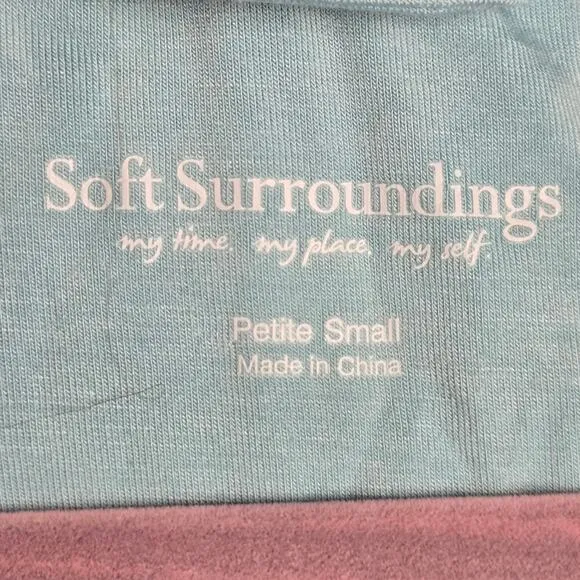 Soft Surroundings
my time. my place. my self.
Petite Small
Made in China